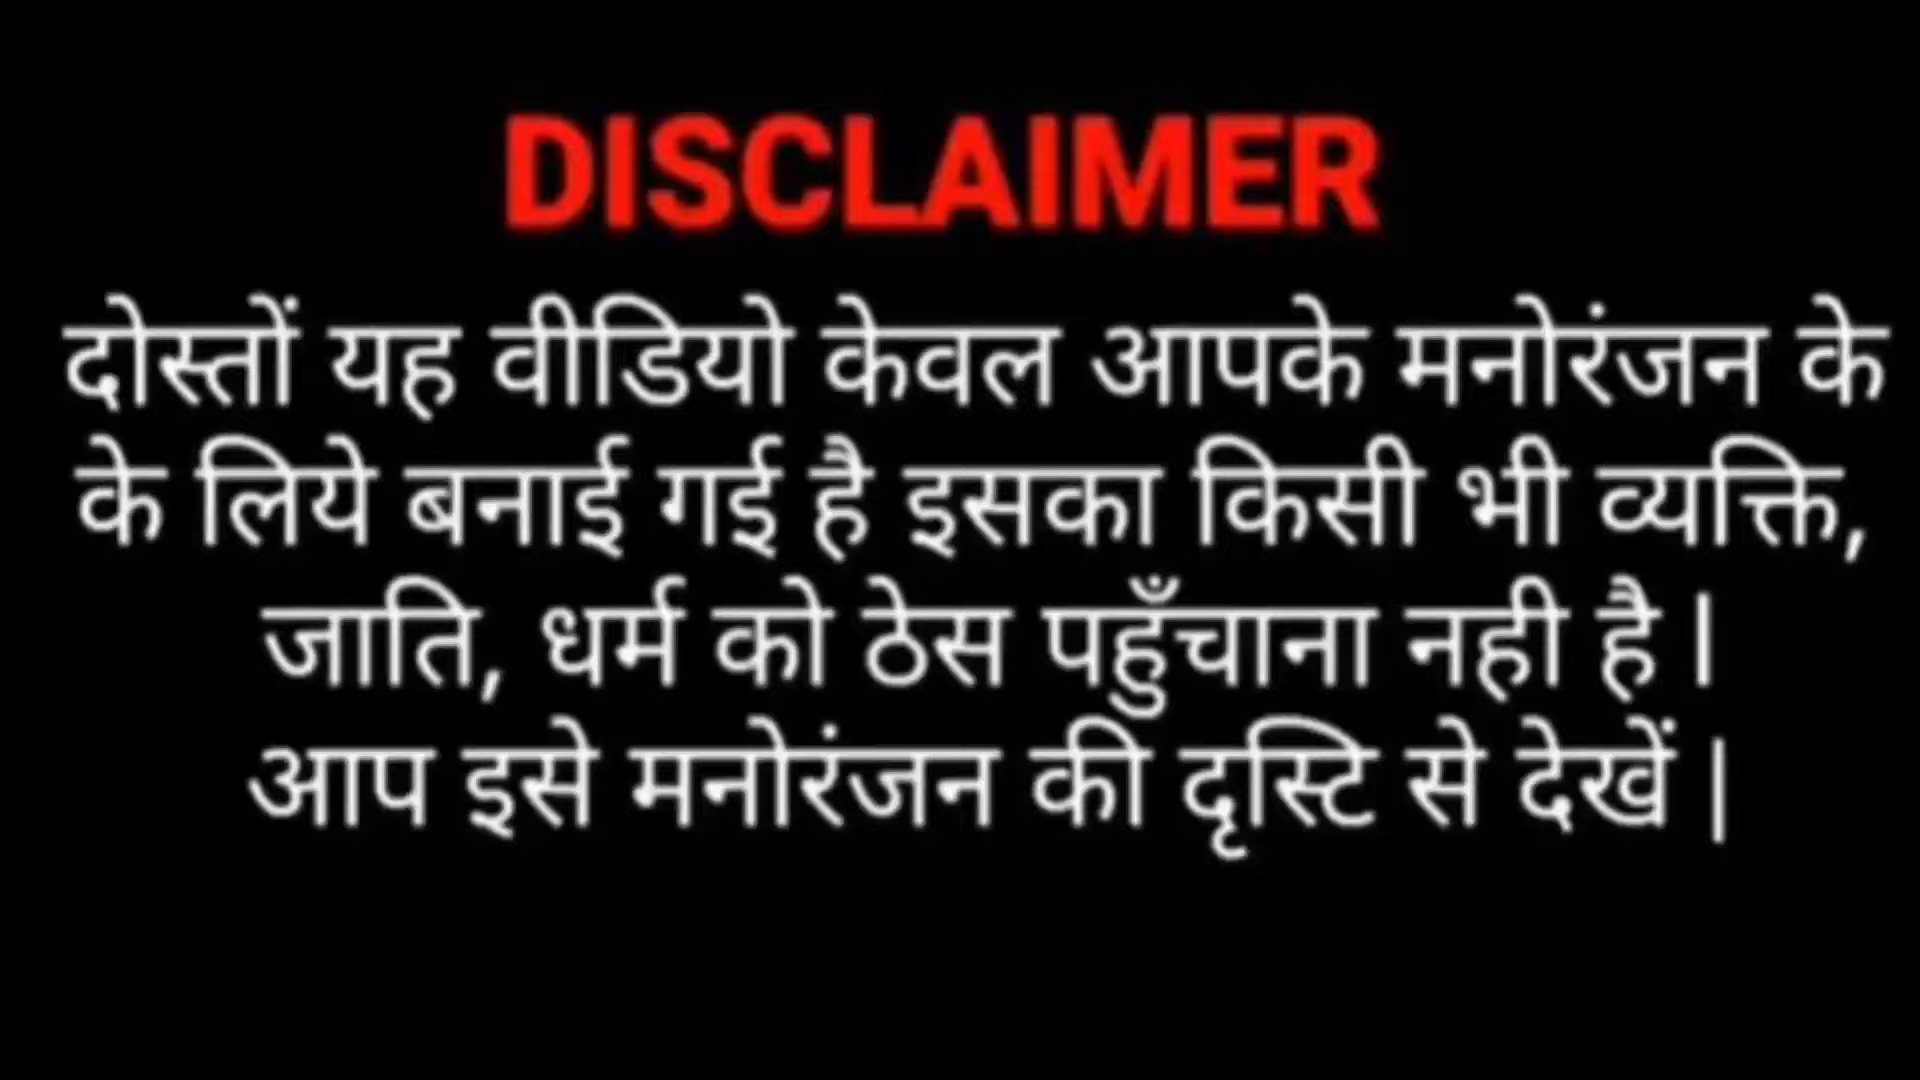 DISCLAIMER
दोस्तों यह वीडियो केवल आपके मनोरंजन के
के लिये बनाई गई है इसका किसी भी व्यक्ति,
जाति, धर्म को ठेस पहुँचाना नही है |
आप इसे मनोरंजन की दृस्टि से देखें |